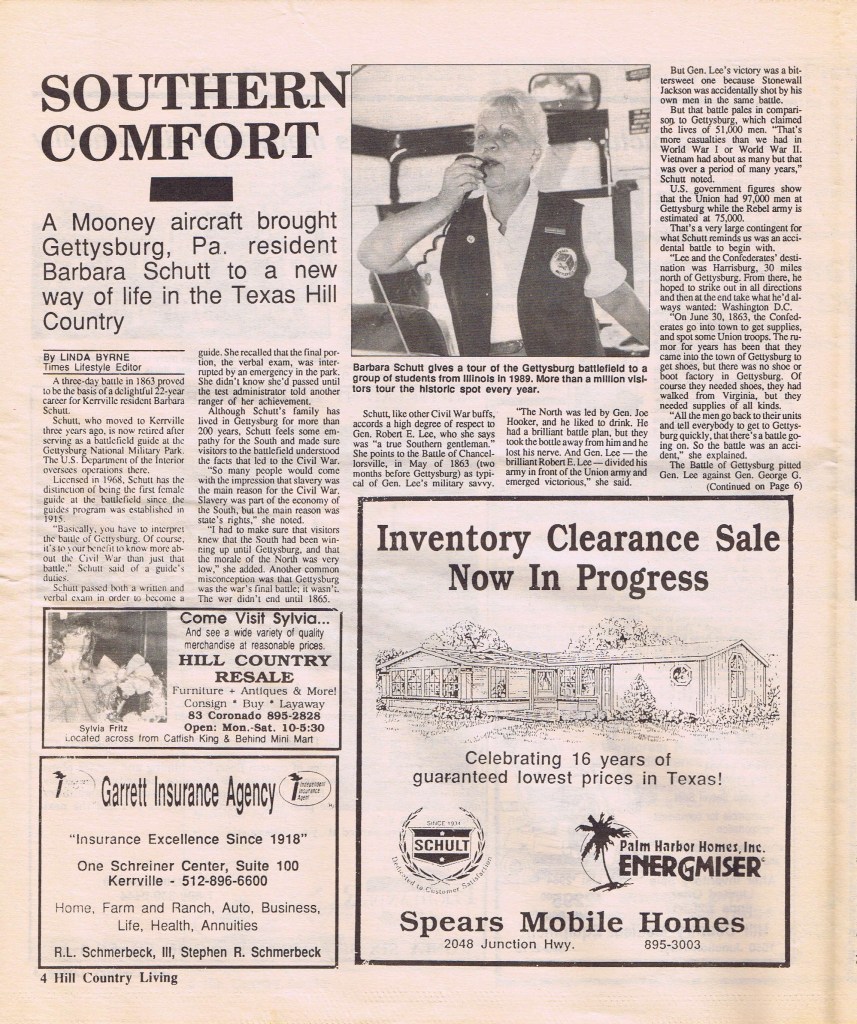 SOUTHERN
COMFORT
A Mooney aircraft brought
Gettysburg, Pa. resident
Barbara Schutt to a new
way of life in the Texas Hill
Country
By LINDA BYRNE
Times Lifestyle Editor
A three-day battle in 1863 proved
to be the basis of a delightful 22-year
career for Kerrville resident Barbara
Schutt.
Schutt, who moved to Kerrville
three years ago, is now retired after
serving as a battlefield guide at the
Gettysburg National Military Park.
The U.S. Department of the Interior
oversees operations there.
Licensed in 1968, Schutt has the
distinction of being the first female
guide at the battlefield since the
guides program was established in
1915.
"Basically, you have to interpret
the battle of Gettysburg. Of course,
it's to your benefit to know more ab-
out the Civil War than just that
battle," Schutt said of a guide's
duties.
Schutt passed both a written and
verbal exam in order to become a
guide. She recalled that the final por-
tion, the verbal exam, was inter-
rupted by an emergency in the park.
She didn't know she'd passed until
the test administrator told another
ranger of her achievement.
Although Schutt's family has
lived in Gettysburg for more than
200 years, Schutt feels some em-
pathy for the South and made sure
visitors to the battlefield understood
the facts that led to the Civil War.
"So many people would come
with the impression that slavery was
the main reason for the Civil War.
Slavery was part of the economy of
the South, but the main reason was
state's rights," she noted.
"I had to make sure that visitors
knew that the South had been win-
ning up until Gettysburg, and that
the morale of the North was very
low," she added. Another common
misconception was that Gettysburg
was the war's final battle; it wasn't.
The war didn't end until 1865.
Barbara Schutt gives a tour of the Gettysburg battlefield to a
group of students from Illinois in 1989. More than a million visi-
tors tour the historic spot every year.
Schutt, like other Civil War buffs,
accords a high degree of respect to
Gen. Robert E. Lee, who she says
was "a true Southern gentleman."
She points to the Battle of Chancel-
lorsville, in May of 1863 (two
months before Gettysburg) as typi-
cal of Gen. Lee's military savvy.
"The North was led by Gen. Joe
Hooker, and he liked to drink. He
had a brilliant battle plan, but they
took the bottle away from him and he
lost his nerve. And Gen. Lee — the
brilliant Robert E. Lee — divided his
army in front of the Union army and
emerged victorious," she said.
But Gen. Lee's victory was a bit-
tersweet one because Stonewall
Jackson was accidentally shot by his
own men in the same battle.
But that battle pales in compari-
son to Gettysburg, which claimed
the lives of 51,000 men. "That's
more casualties than we had in
World War I or World War II.
Vietnam had about as many but that
was over a period of many years,"
Schutt noted.
U.S. government figures show
that the Union had 97,000 men at
Gettysburg while the Rebel army is
estimated at 75,000.
That's a very large contingent for
what Schutt reminds us was an acci-
dental battle to begin with.
"Lee and the Confederates' desti-
nation was Harrisburg, 30 miles
north of Gettysburg. From there, he
hoped to strike out in all directions
and then at the end take what he'd al-
ways wanted: Washington D.C.
"On June 30, 1863, the Confed-
erates go into town to get supplies,
and spot some Union troops. The ru-
mor for years has been that they
came into the town of Gettysburg to
get shoes, but there was no shoe or
boot factory in Gettysburg. Of
course they needed shoes, they had
walked from Virginia, but they
needed supplies of all kinds.
"All the men go back to their units
and tell everybody to get to Gettys-
burg quickly, that there's a battle go-
ing on. So the battle was an acci-
dent," she explained.
The Battle of Gettysburg pitted
Gen. Lee against Gen. George G.
(Continued on Page 6)
Come Visit Sylvia...
And see a wide variety of quality
merchandise at reasonable prices.
HILL COUNTRY
RESALE
Furniture + Antiques & More!
Consign * Buy * Layaway
83 Coronado 895-2828
Open: Mon.-Sat. 10-5:30
Sylvia Fritz
Located across from Catfish King & Behind Mini Mart
Garrett Insurance Agency
Independent
Insurance
Agent
"Insurance Excellence Since 1918"
One Schreiner Center, Suite 100
Kerrville - 512-896-6600
Home, Farm and Ranch, Auto, Business,
Life, Health, Annuities
R.L. Schmerbeck, III, Stephen R. Schmerbeck
Inventory Clearance Sale
Now In Progress
Celebrating 16 years of
guaranteed lowest prices in Texas!
SINCE 1934
SCHULT
Dedicated to Customer Satisfaction
Palm Harbor Homes, Inc.
ENERGMISER
Spears Mobile Homes
2048 Junction Hwy. 895-3003
4 Hill Country Living